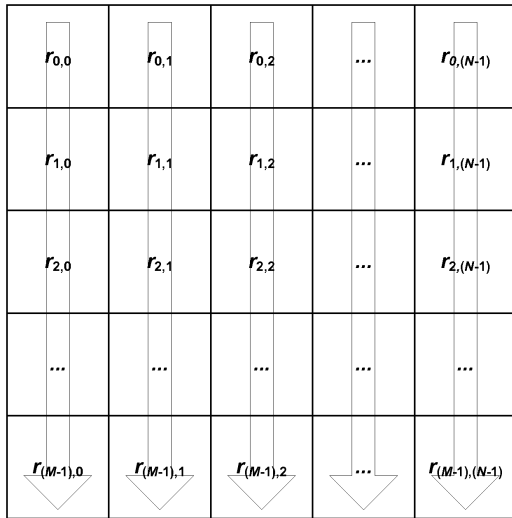 r0,0 r0,1 r0,2 ... r0,(N-1)
r1,0 r1,1 r1,2 ... r1,(N-1)
r2,0 r2,1 r2,2 ... r2,(N-1)
... ... ... ... ...
r(M-1),0 r(M-1),1 r(M-1),2 ... r(M-1),(N-1)